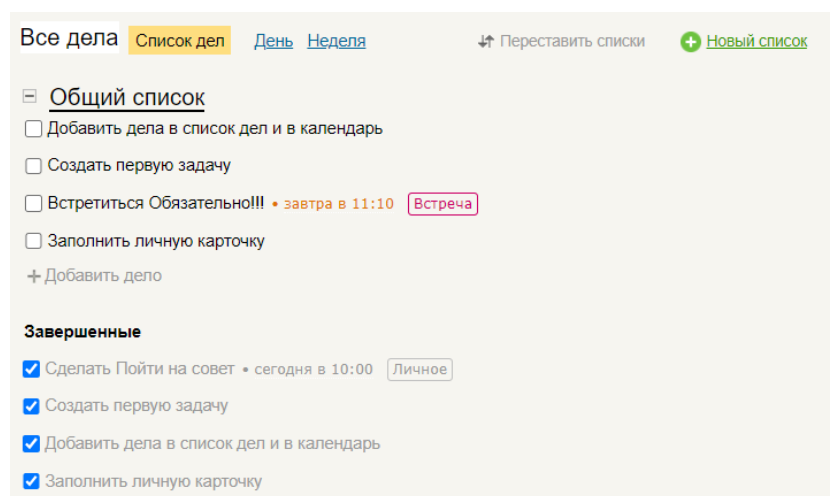 Все дела Список дел День Неделя Переставить списки Новый список
Общий список
Добавить дела в список дел и в календарь
Создать первую задачу
Встретиться Обязательно!!! • завтра в 11:10 Встреча
Заполнить личную карточку
+ Добавить дело
Завершенные
Сделать Пойти на совет • сегодня в 10:00 Личное
Создать первую задачу
Добавить дела в список дел и в календарь
Заполнить личную карточку